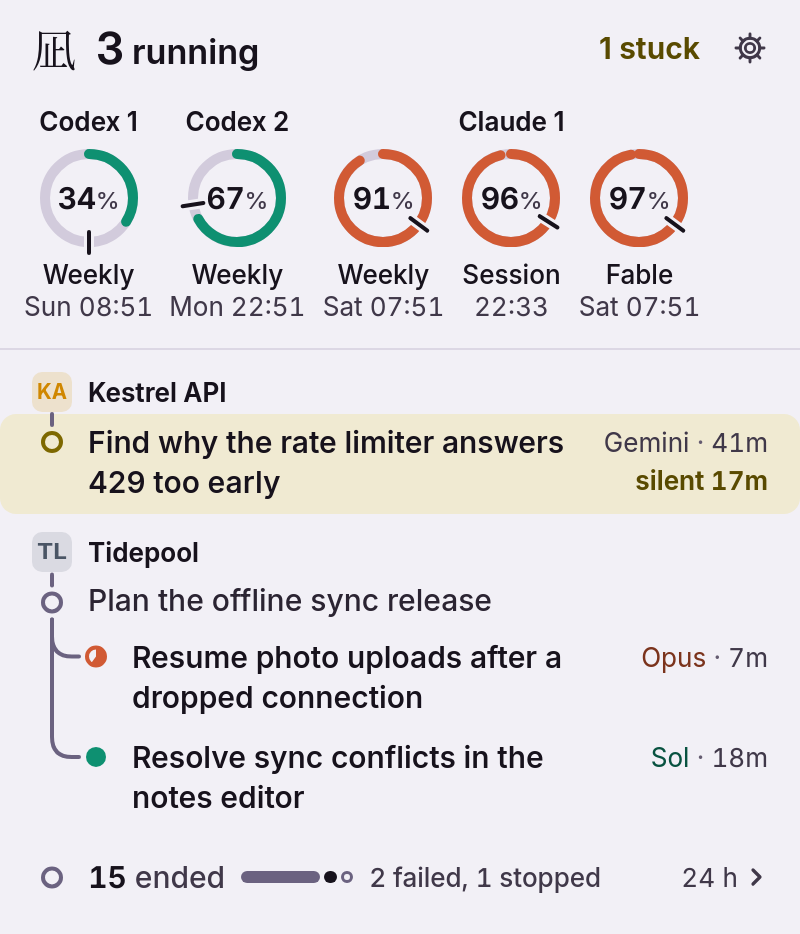 凪 3 running 1 stuck
Codex 1 Codex 2 Claude 1
34% 67% 91% 96% 97%
Weekly Weekly Weekly Session Fable
Sun 08:51 Mon 22:51 Sat 07:51 22:33 Sat 07:51
KA Kestrel API
Find why the rate limiter answers Gemini · 41m
429 too early silent 17m
TL Tidepool
Plan the offline sync release
Resume photo uploads after a Opus · 7m
dropped connection
Resolve sync conflicts in the Sol · 18m
notes editor
15 ended 2 failed, 1 stopped 24 h